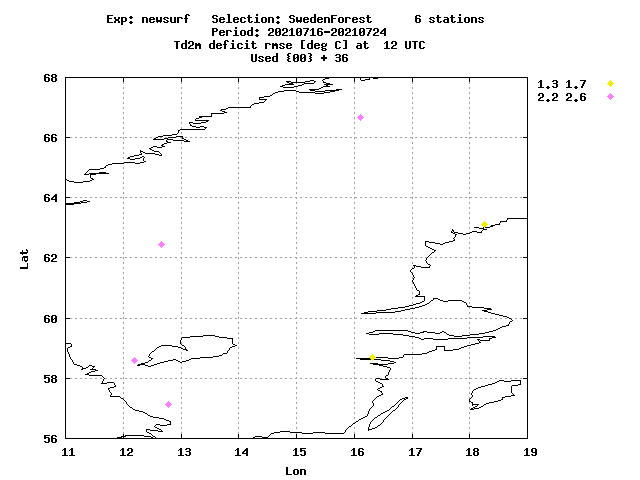 Exp: newsurf Selection: SwedenForest 6 stations
Period: 20210716-20210724
Td2m deficit rmse [deg C] at 12 UTC
Used {00} + 36
1.3 1.7
2.2 2.6
68
66
64
62
60
58
56
Lat
11 12 13 14 15 16 17 18 19
Lon